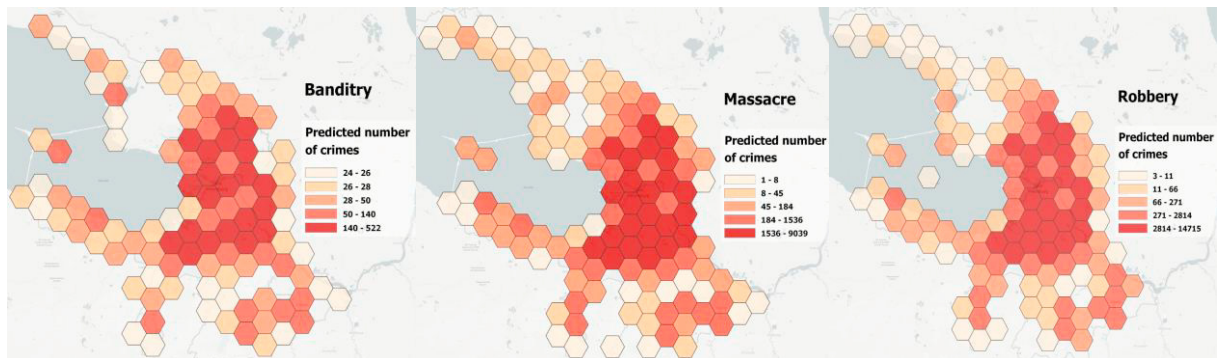 Banditry
Predicted number
of crimes
24 - 26
26 - 28
28 - 50
50 - 140
140 - 522
Massacre
Predicted number
of crimes
1 - 8
8 - 45
45 - 184
184 - 1536
1536 - 9039
Robbery
Predicted number
of crimes
3 - 11
11 - 66
66 - 271
271 - 2814
2814 - 14715